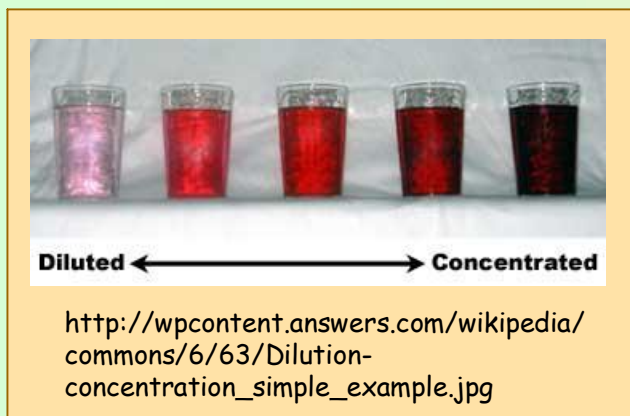 Diluted Concentrated
http://wpcontent.answers.com/wikipedia/
commons/6/63/Dilution-
concentration_simple_example.jpg